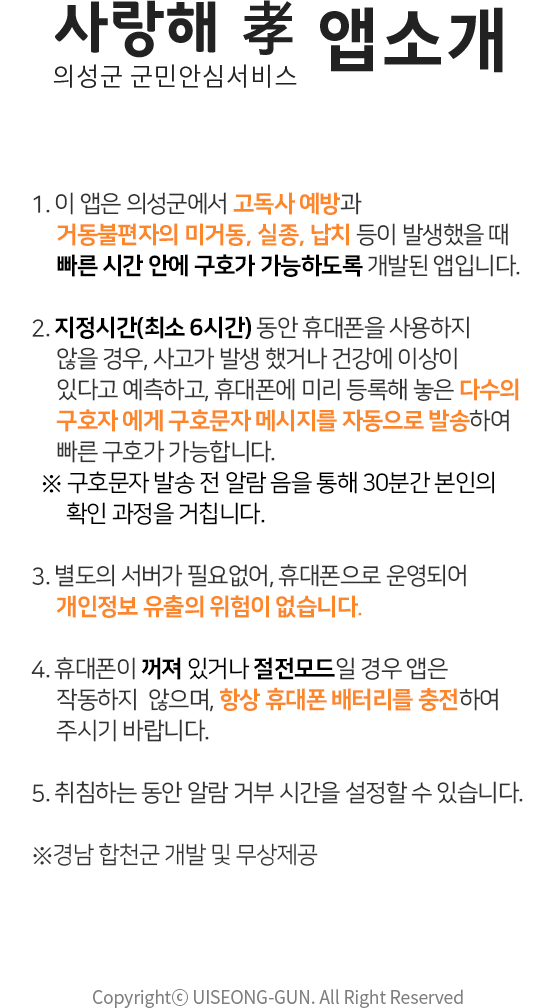 사랑해 孝 앱소개
의성군 군민안심서비스
1. 이 앱은 의성군에서 고독사 예방과
거동불편자의 미거동, 실종, 납치 등이 발생했을 때
빠른 시간 안에 구호가 가능하도록 개발된 앱입니다.
2. 지정시간(최소 6시간) 동안 휴대폰을 사용하지
않을 경우, 사고가 발생 했거나 건강에 이상이
있다고 예측하고, 휴대폰에 미리 등록해 놓은 다수의
구호자 에게 구호문자 메시지를 자동으로 발송하여
빠른 구호가 가능합니다.
※ 구호문자 발송 전 알람 음을 통해 30분간 본인의
확인 과정을 거칩니다.
3. 별도의 서버가 필요없어, 휴대폰으로 운영되어
개인정보 유출의 위험이 없습니다.
4. 휴대폰이 꺼져 있거나 절전모드일 경우 앱은
작동하지 않으며, 항상 휴대폰 배터리를 충전하여
주시기 바랍니다.
5. 취침하는 동안 알람 거부 시간을 설정할 수 있습니다.
※경남 합천군 개발 및 무상제공
Copyrightⓒ UISEONG-GUN. All Right Reserved